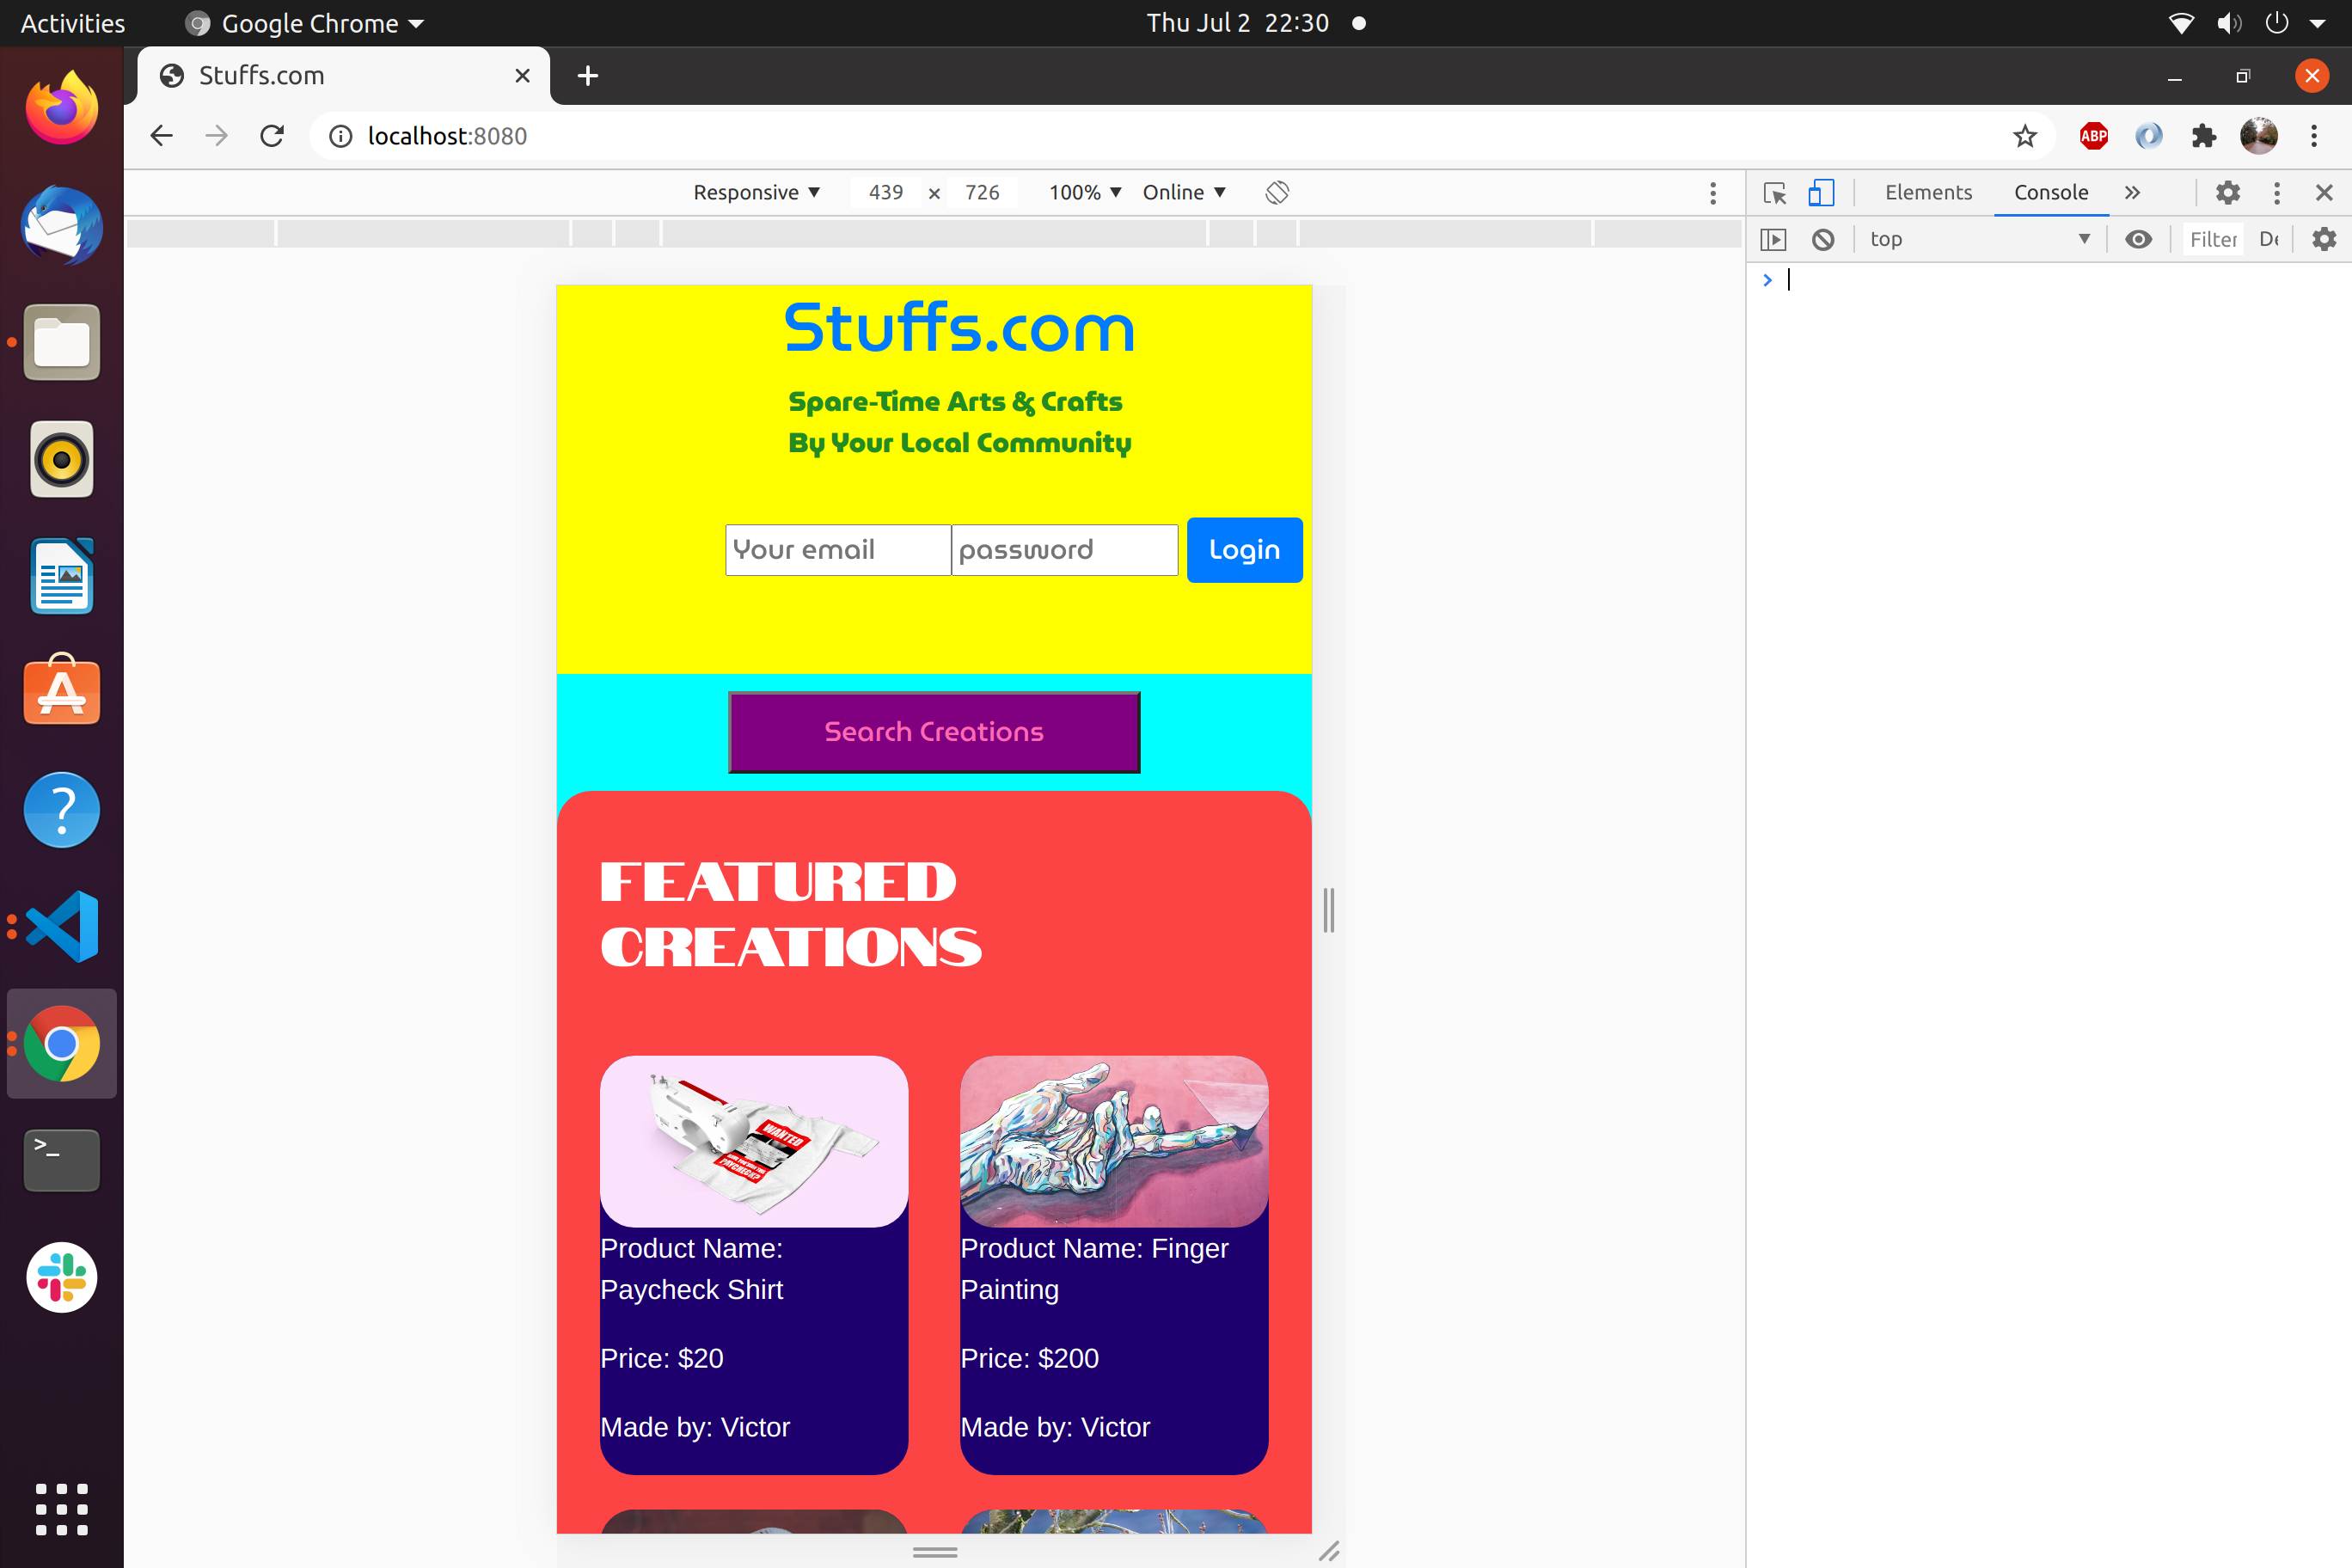 Activities
Google Chrome
Thu Jul 2 22:30
Stuffs.com
localhost:8080
ABP
Responsive
439 × 726
100%
Online
Elements
Console
top
Filter
Stuffs.com
Spare-Time Arts & Crafts
By Your Local Community
Your email
password
Login
Search Creations
FEATURED
CREATIONS
WANTED
PAYCHECK?
Product Name:
Paycheck Shirt
Price: $20
Made by: Victor
Product Name: Finger
Painting
Price: $200
Made by: Victor